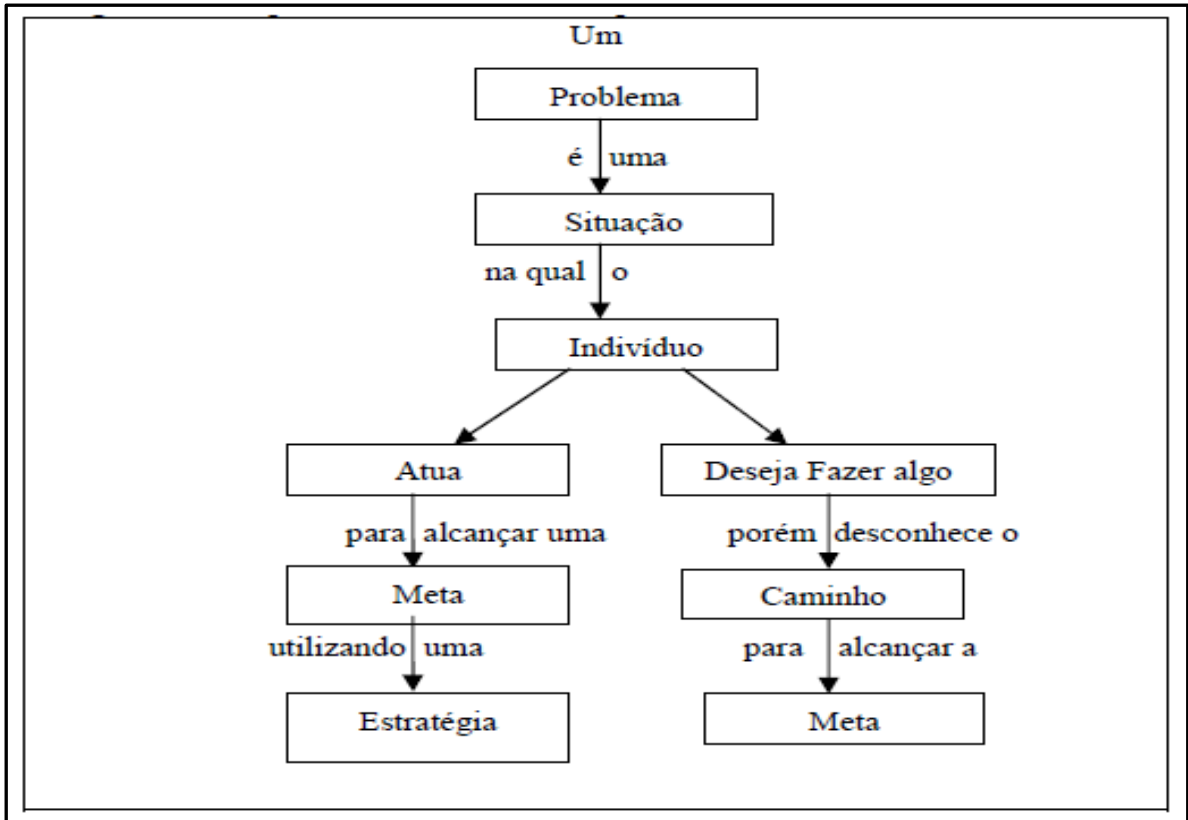 Um
Problema
é uma
Situação
na qual o
Indivíduo
Atua
Deseja Fazer algo
para alcançar uma
porém desconhece o
Meta
Caminho
utilizando uma
para alcançar a
Estratégia
Meta